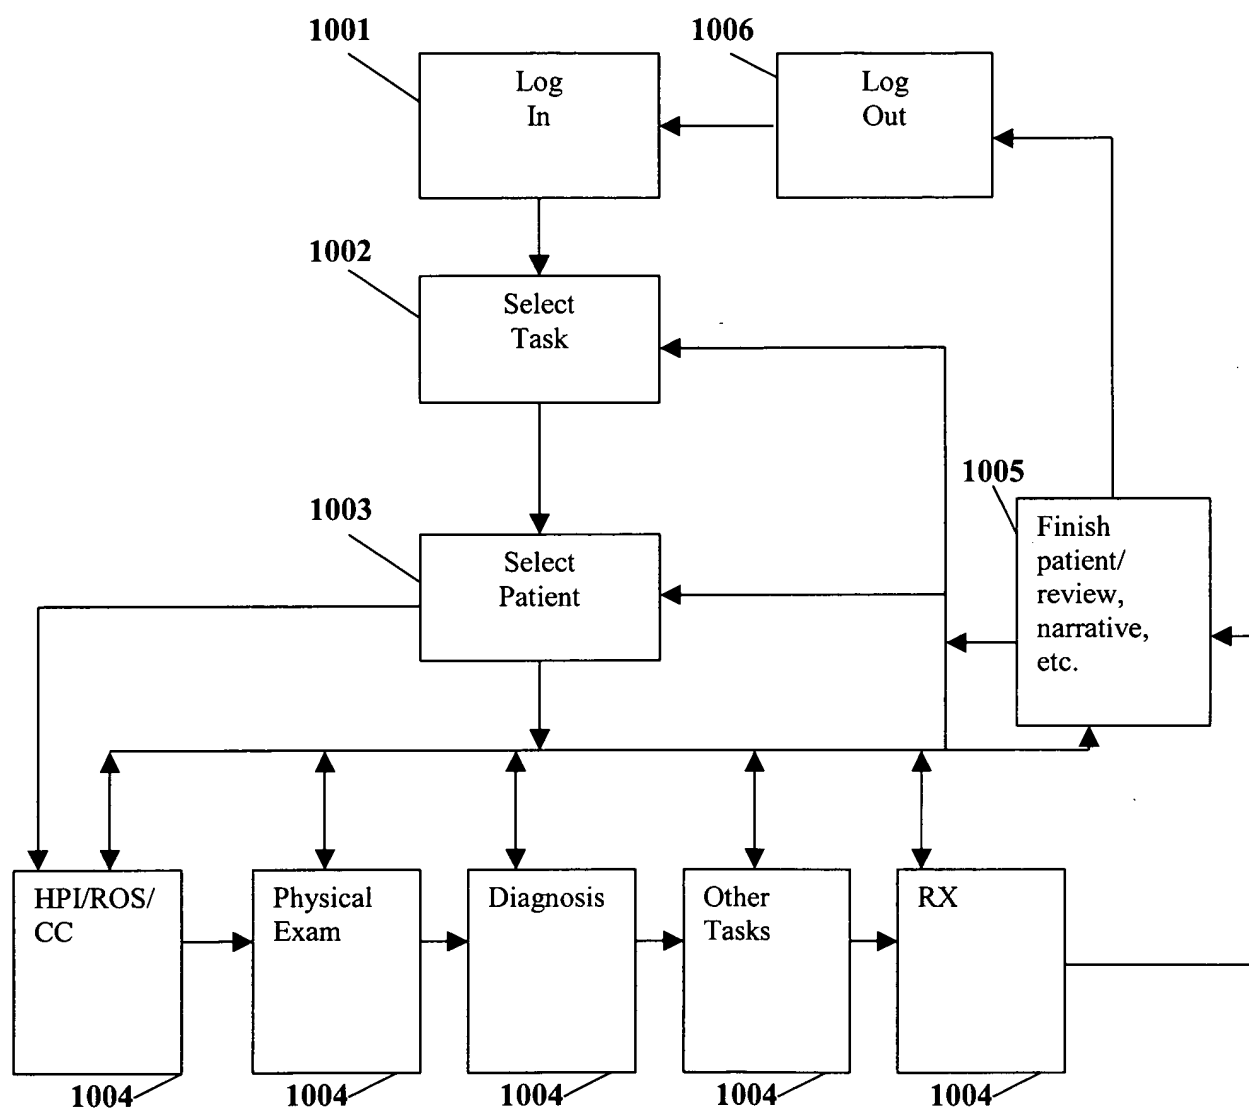 1001
1006
Log
In
Log
Out
1002
Select
Task
1005
1003
Finish
patient/
review,
narrative,
etc.
Select
Patient
HPI/ROS/
CC
Physical
Exam
Diagnosis
Other
Tasks
RX
1004
1004
1004
1004
1004